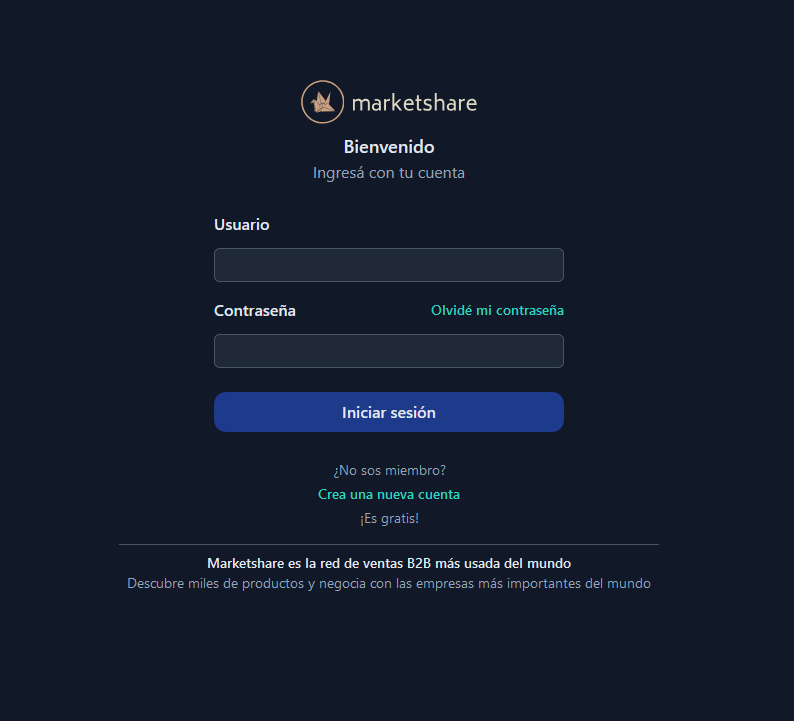 marketshare
Bienvenido
Ingresá con tu cuenta
Usuario
Contraseña Olvidé mi contraseña
Iniciar sesión
¿No sos miembro?
Crea una nueva cuenta
¡Es gratis!
Marketshare es la red de ventas B2B más usada del mundo
Descubre miles de productos y negocia con las empresas más importantes del mundo